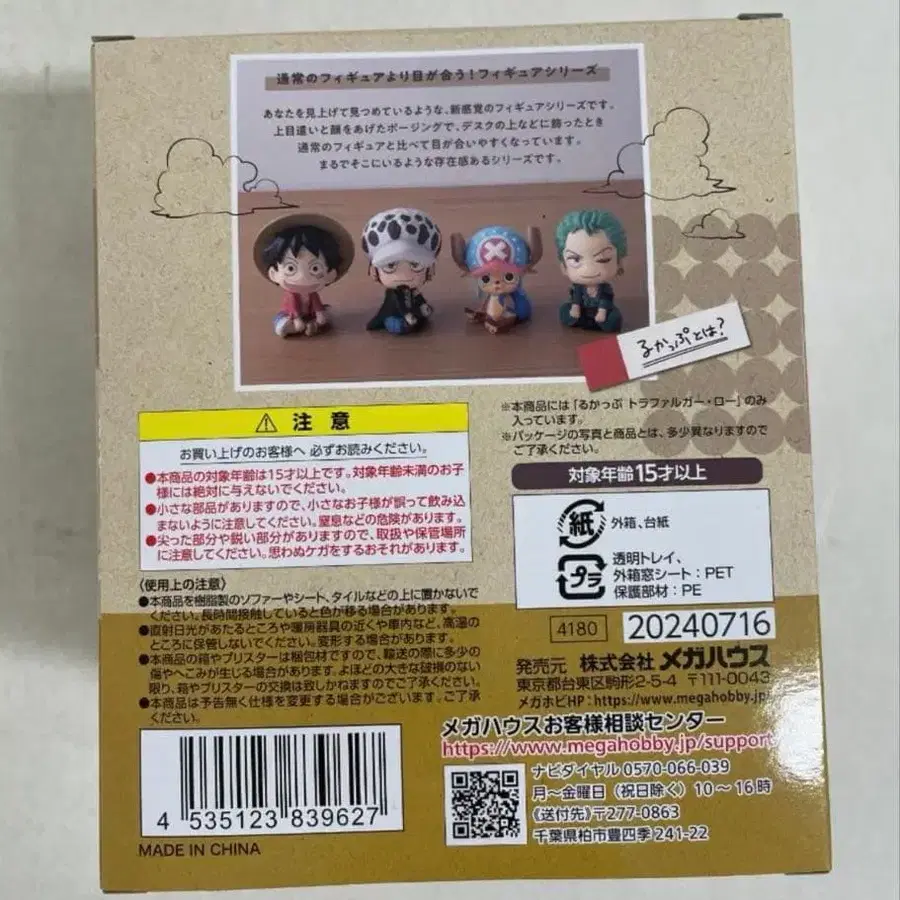 通常のフィギュアより目が合う！フィギュアシリーズ
あなたを見上げて見つめているような、新感覚のフィギュアシリーズです。
上目遣いと顔をあげたポージングで、デスクの上などに飾ったとき
通常のフィギュアと比べて目が合いやすくなっています。
まるでそこにいるような存在感あるシリーズです。
るかっぷとは？
⚠ 注意
お買い上げのお客様へ 必ずお読みください。
●本商品の対象年齢は15才以上です。対象年齢未満のお子
様には絶対に与えないでください。
●小さな部品がありますので、小さなお子様が誤って飲み込
まないように注意してください。窒息などの危険があります。
●尖った部分や鋭い部分がありますので、取扱や保管場所
に注意してください。思わぬケガをするおそれがあります。
〈使用上の注意〉
●本商品を樹脂製のソファーやシート、タイルなどの上に置かないで
ください。長時間接触していると色が移る場合があります。
●直射日光があたるところや暖房器具の近くや車内など、高温の
ところに保管しないでください。変形する場合があります。
●本商品の箱やブリスターは梱包材ですので、輸送の際に多少の
傷やへこみが生じる場合があります。よほどの大きな破損のない
限り、箱やブリスターの交換は致しかねますのでご了承ください。
●本商品は予告無く仕様を変更する場合がございます。ご了承
ください。
4 535123 839627
MADE IN CHINA
※本商品には「るかっぷ トラファルガー・ロー」のみ
入っています。
※パッケージの写真と商品とは、多少異なりますので
ご了承ください。
対象年齢15才以上
紙 外箱、台紙
プラ 透明トレイ、
外箱窓シート：PET
保護部材：PE
4180 20240716
発売元 株式会社 メガハウス
東京都台東区駒形2-5-4 〒111-0043
メガホビHP：https://www.megahobby.jp/
メガハウスお客様相談センター
https://www.megahobby.jp/support
ナビダイヤル 0570-066-039
月〜金曜日（祝日除く）10〜16時
《送付先》〒277-0863
千葉県柏市豊四季241-22